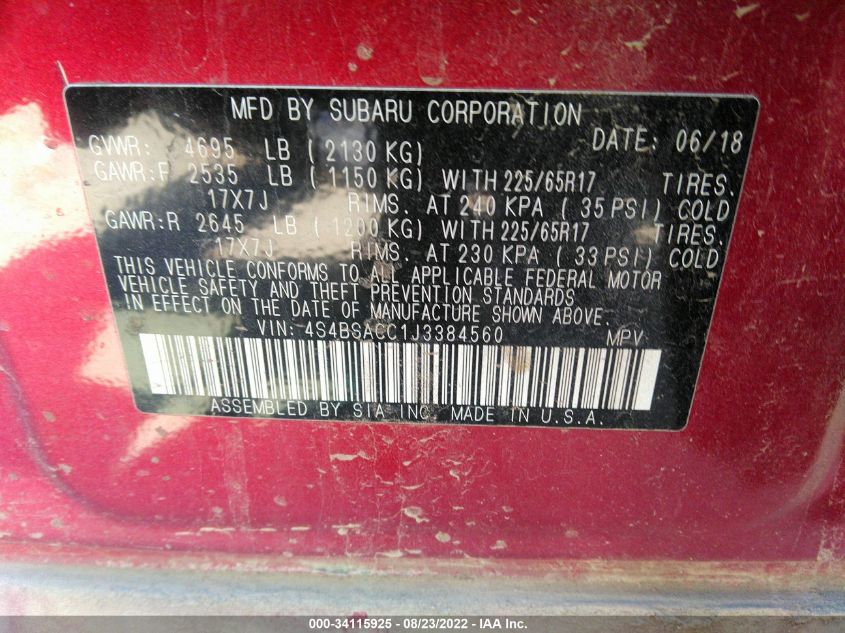 MFD BY SUBARU CORPORATION
DATE: 06/18
GVWR: 4695 LB ( 2130 KG)
GAWR:F 2535 LB ( 1150 KG) WITH 225/65R17 TIRES.
17X7J RIMS. AT 240 KPA ( 35 PSI) COLD
GAWR:R 2645 LB ( 1200 KG) WITH 225/65R17 TIRES.
17X7J RIMS. AT 230 KPA ( 33 PSI) COLD
THIS VEHICLE CONFORMS TO ALL APPLICABLE FEDERAL MOTOR
VEHICLE SAFETY AND THEFT PREVENTION STANDARDS
IN EFFECT ON THE DATE OF MANUFACTURE SHOWN ABOVE.
VIN: 4S4BSACC1J3384560 MPV
ASSEMBLED BY SIA INC. MADE IN U.S.A.
000-34115925 - 08/23/2022 - IAA Inc.